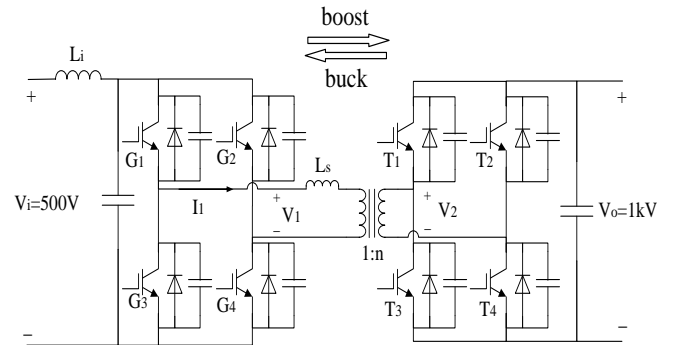 boost
buck
Li
+ +
G1 G2 T1 T2
Ls
Vi=500V I1 + V1 − + V2 − Vo=1kV
1:n
G3 G4 T3 T4
− −